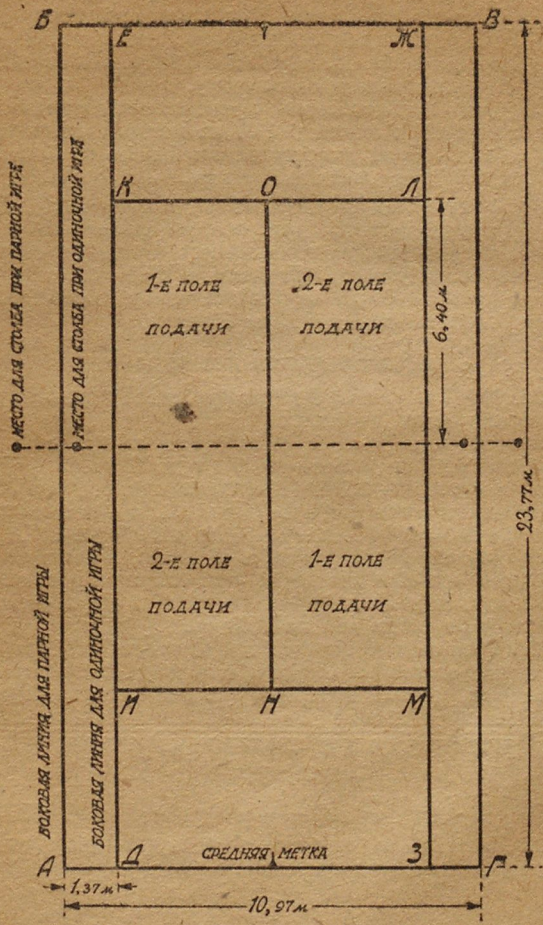 Б
Е
Ж
В
К
О
Л
1-Е ПОЛЕ
ПОДАЧИ
2-Е ПОЛЕ
ПОДАЧИ
6,40 м
МЕСТО ДЛЯ СТОЛБА ПРИ ПАРНОЙ ИГРЕ
МЕСТО ДЛЯ СТОЛБА ПРИ ОДИНОЧНОЙ ИГРЕ
23,77 м
2-Е ПОЛЕ
ПОДАЧИ
1-Е ПОЛЕ
ПОДАЧИ
БОКОВАЯ ЛИНИЯ ДЛЯ ПАРНОЙ ИГРЫ
БОКОВАЯ ЛИНИЯ ДЛЯ ОДИНОЧНОЙ ИГРЫ
И
Н
М
СРЕДНЯЯ МЕТКА
А
Д
З
Г
1,37 м
10,97 м